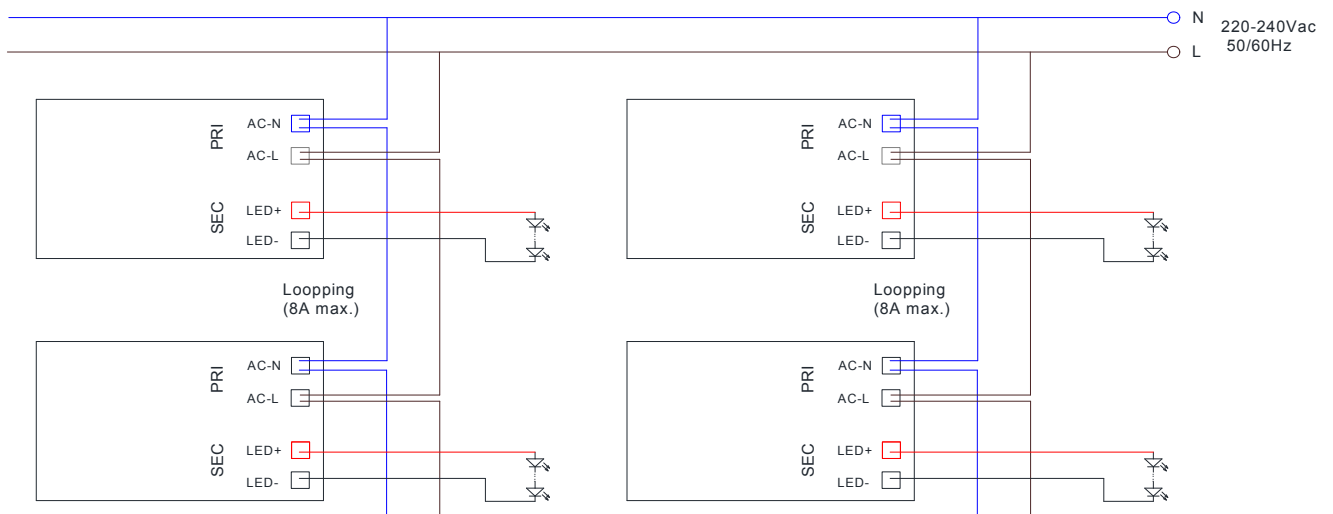 N 220-240Vac
L 50/60Hz
PRI
AC-N
AC-L
SEC
LED+
LED-
PRI
AC-N
AC-L
SEC
LED+
LED-
Loopping
(8A max.)
Loopping
(8A max.)
PRI
AC-N
AC-L
SEC
LED+
LED-
PRI
AC-N
AC-L
SEC
LED+
LED-